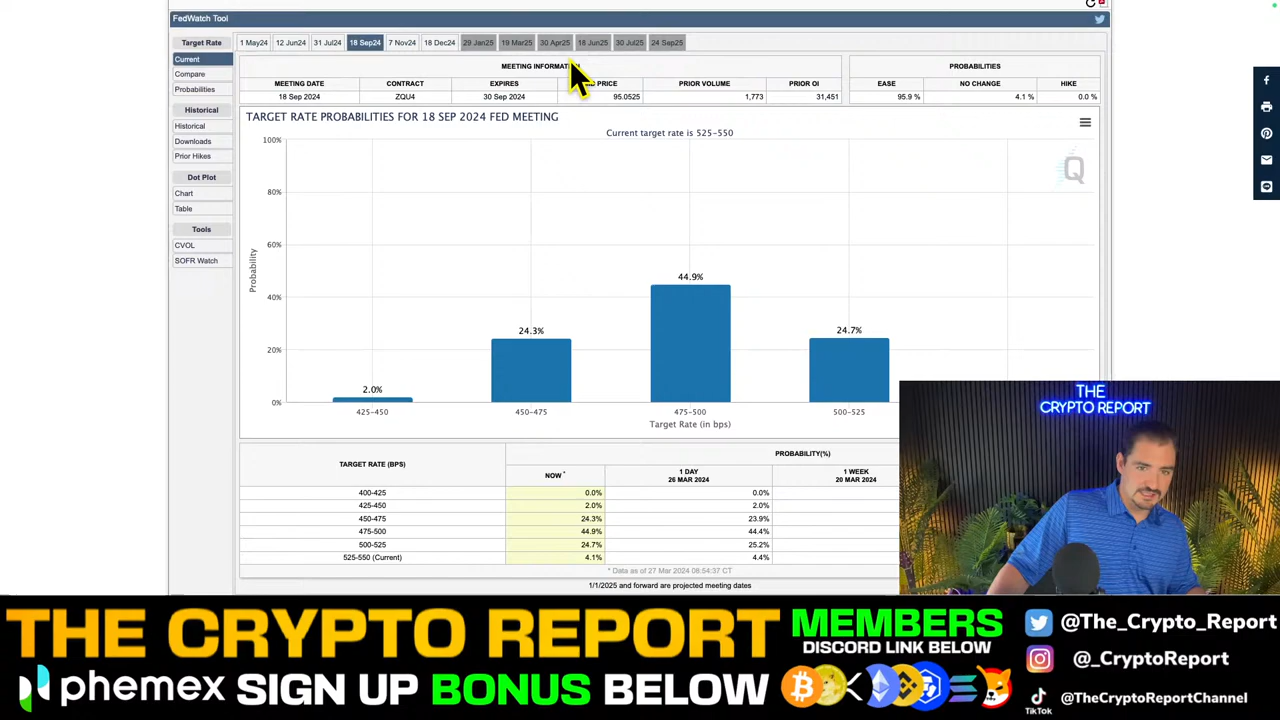 FedWatch Tool
Target Rate
1 May24 12 Jun24 31 Jul24 18 Sep24 7 Nov24 18 Dec24 29 Jan25 19 Mar25 30 Apr25 18 Jun25 30 Jul25 24 Sep25
Current
Compare
Probabilities
Historical
Historical
Downloads
Prior Hikes
Dot Plot
Chart
Table
Tools
CVOL
SOFR Watch
MEETING INFORMATION
PROBABILITIES
MEETING DATE CONTRACT EXPIRES PRICE PRIOR VOLUME PRIOR OI EASE NO CHANGE HIKE
18 Sep 2024 ZQU4 30 Sep 2024 95.0525 1,773 31,451 95.9 % 4.1 % 0.0 %
TARGET RATE PROBABILITIES FOR 18 SEP 2024 FED MEETING
Current target rate is 525-550
Q
Probability
100%
80%
60%
40%
20%
0%
2.0%
24.3%
44.9%
24.7%
425-450 450-475 475-500 500-525
Target Rate (in bps)
TARGET RATE (BPS)
PROBABILITY(%)
NOW * 1 DAY 26 MAR 2024 1 WEEK 20 MAR 2024
400-425 0.0% 0.0%
425-450 2.0% 2.0%
450-475 24.3% 23.9%
475-500 44.9% 44.4%
500-525 24.7% 25.2%
525-550 (Current) 4.1% 4.4%
* Data as of 27 Mar 2024 08:54:37 CT
1/1/2025 and forward are projected meeting dates
THE
CRYPTO REPORT
THE CRYPTO REPORT
phemex SIGN UP BONUS BELOW
MEMBERS
DISCORD LINK BELOW
@The_Crypto_Report
@_CryptoReport
TikTok
@TheCryptoReportChannel